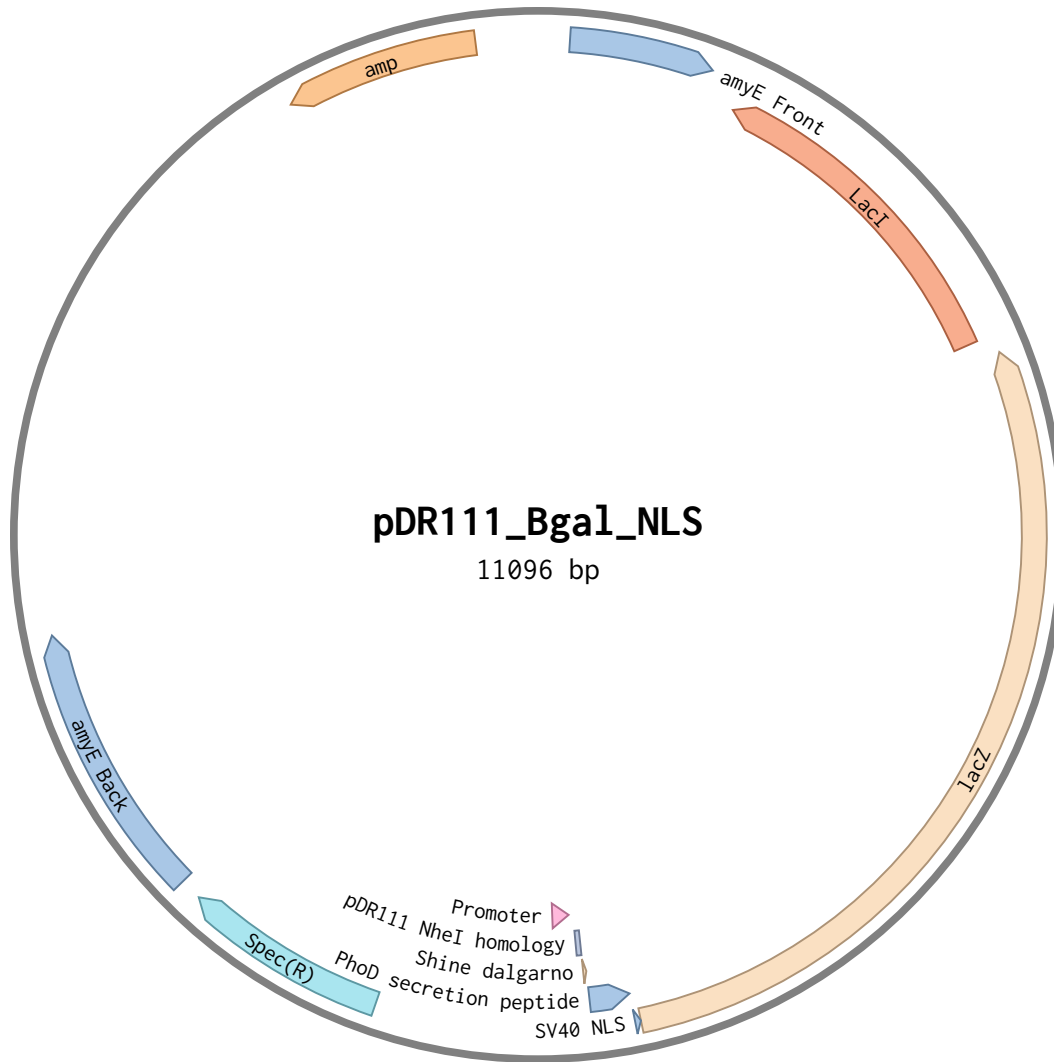 amp
amyE Front
LacI
pDR111_Bgal_NLS
11096 bp
lacZ
amyE Back
Promoter
pDR111 NheI homology
Shine dalgarno
Spec(R)
PhoD secretion peptide
SV40 NLS